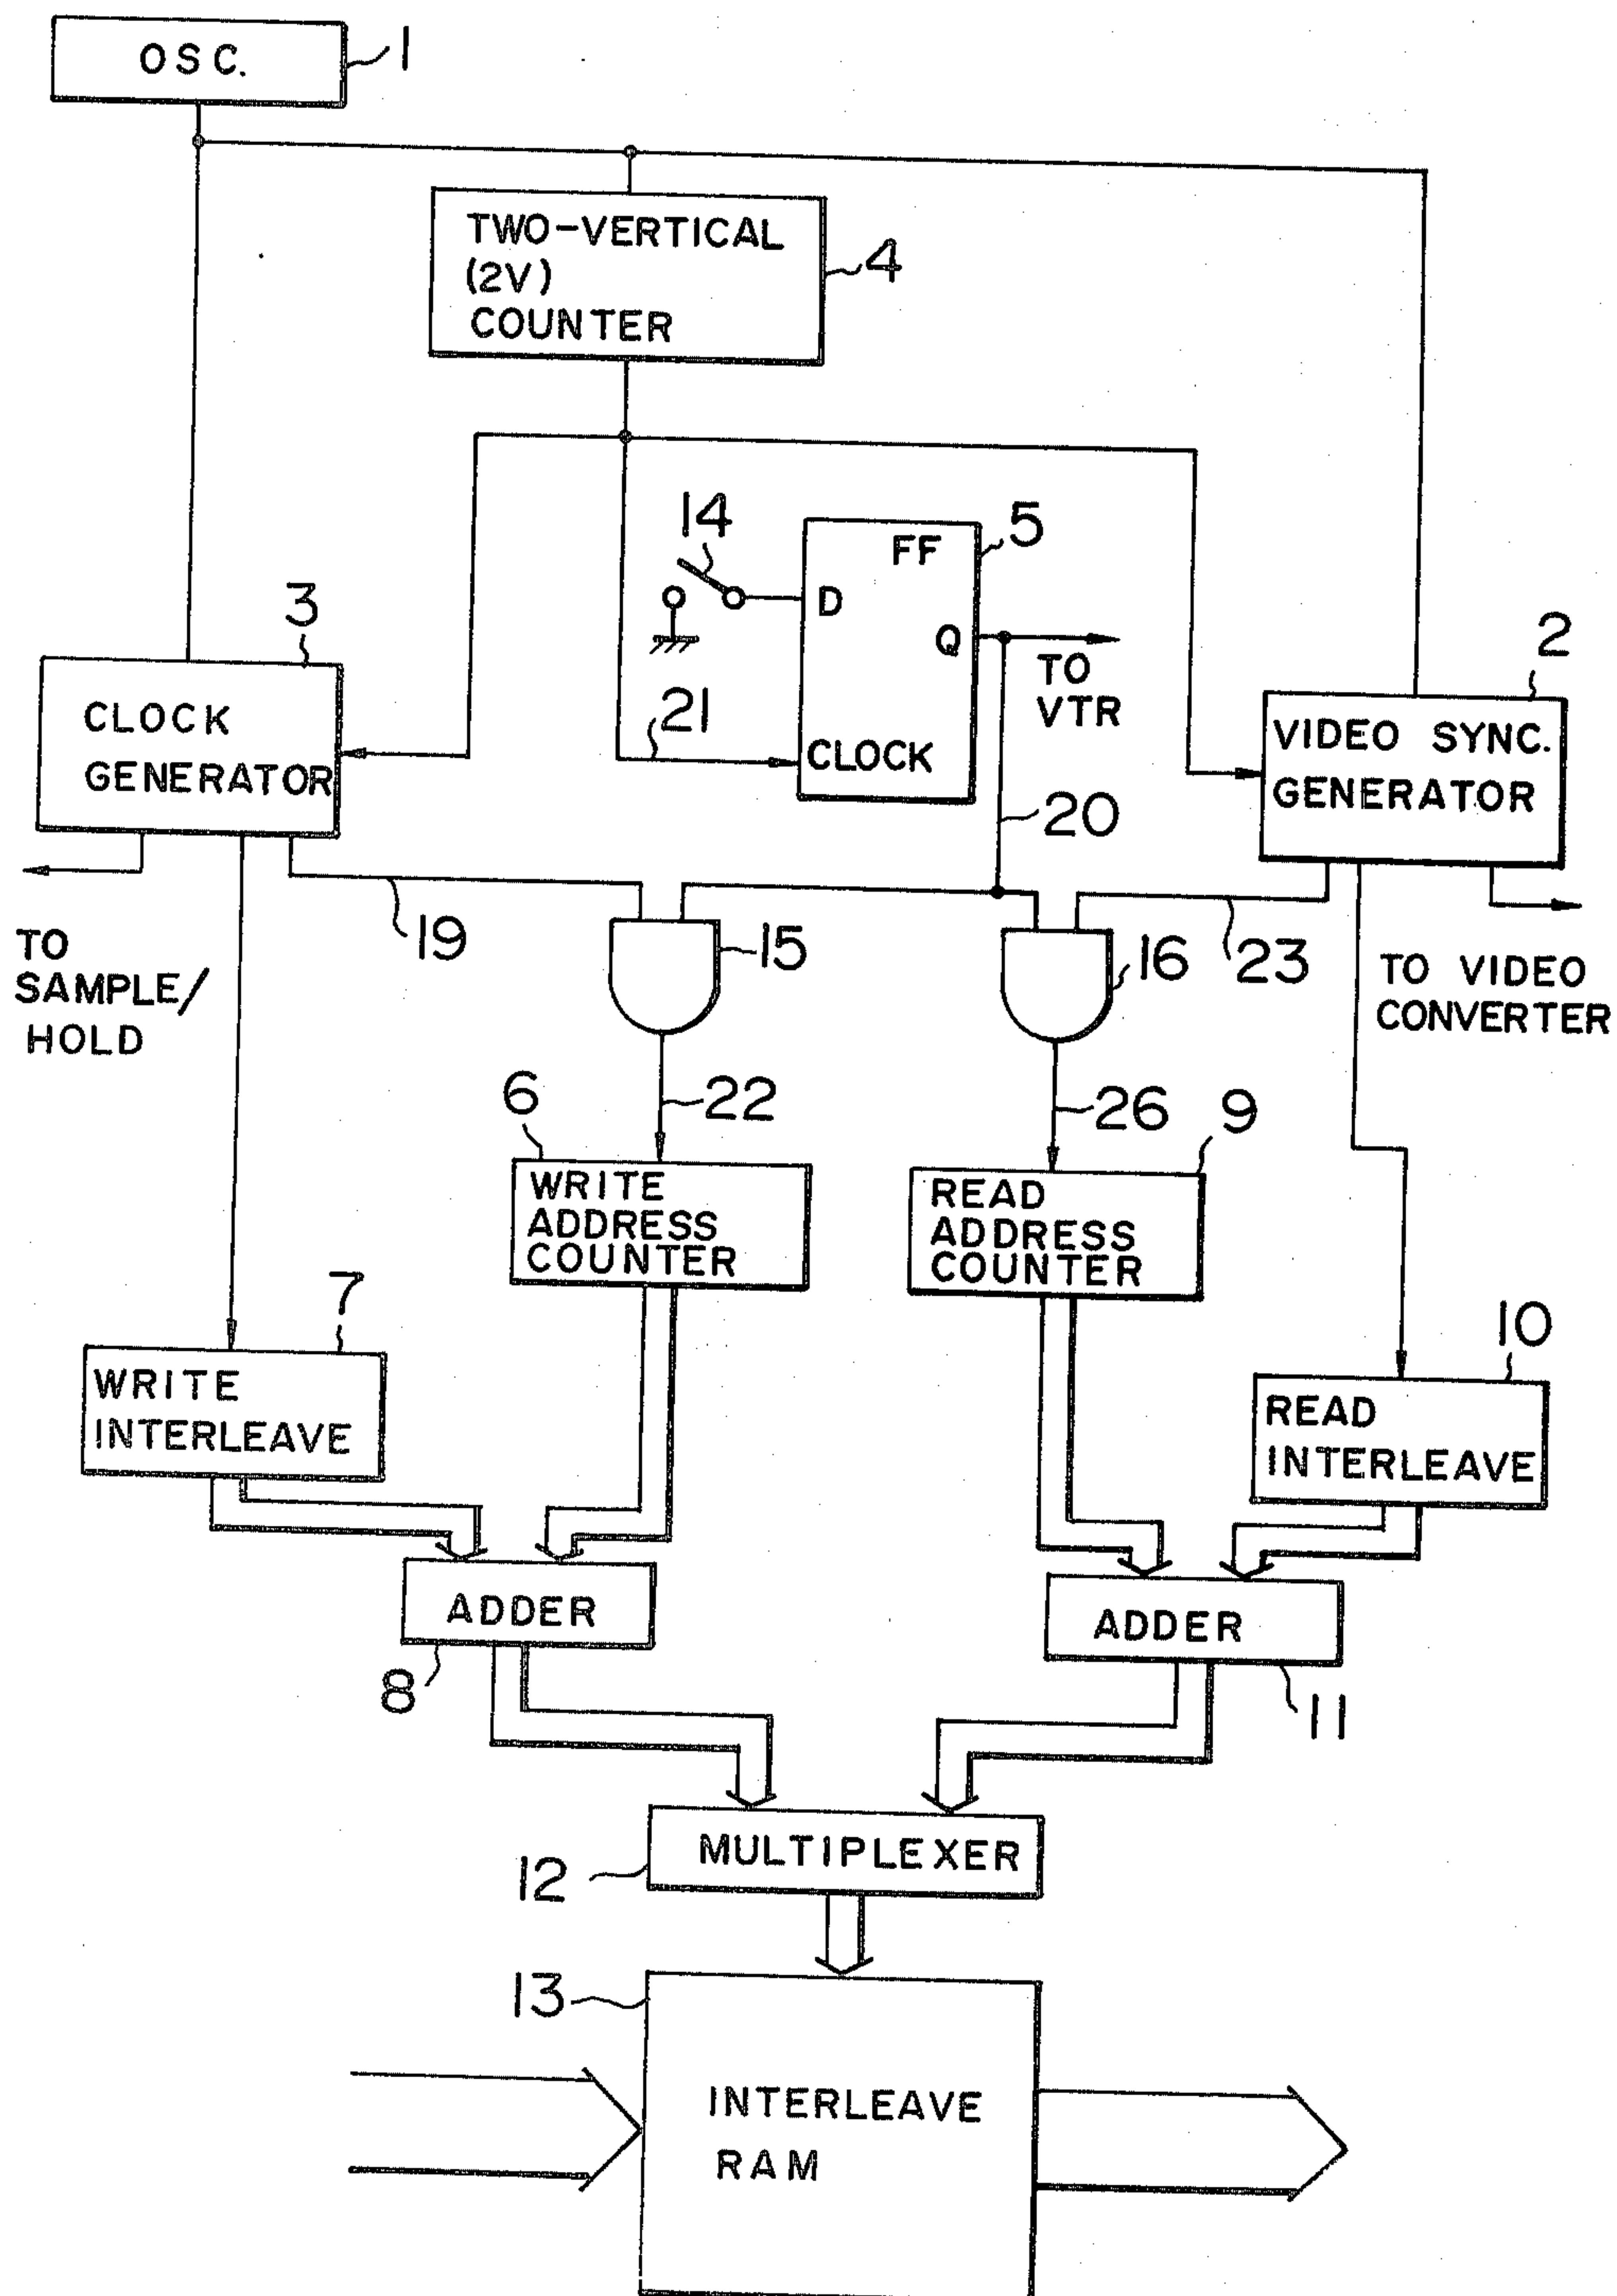 OSC.
1
TWO-VERTICAL
(2V)
COUNTER
4
14
FF
5
D
Q
TO
VTR
3
CLOCK
GENERATOR
21
CLOCK
2
VIDEO SYNC.
GENERATOR
20
TO
SAMPLE/
HOLD
19
15
16
23
TO VIDEO
CONVERTER
6
22
26
9
WRITE
ADDRESS
COUNTER
READ
ADDRESS
COUNTER
7
WRITE
INTERLEAVE
10
READ
INTERLEAVE
ADDER
8
ADDER
11
MULTIPLEXER
12
13
INTERLEAVE
RAM